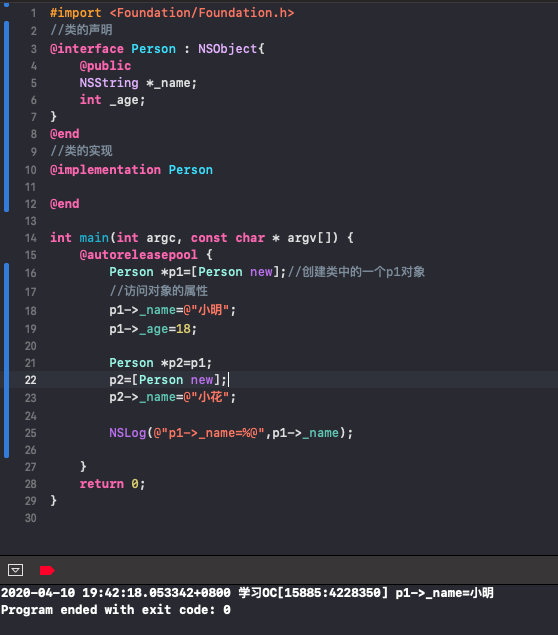 1 #import <Foundation/Foundation.h>
2 //类的声明
3 @interface Person : NSObject{
4     @public
5     NSString *_name;
6     int _age;
7 }
8 @end
9 //类的实现
10 @implementation Person
11
12 @end
13
14 int main(int argc, const char * argv[]) {
15     @autoreleasepool {
16         Person *p1=[Person new];//创建类中的一个p1对象
17         //访问对象的属性
18         p1->_name=@"小明";
19         p1->_age=18;
20
21         Person *p2=p1;
22         p2=[Person new];
23         p2->_name=@"小花";
24
25         NSLog(@"p1->_name=%@",p1->_name);
26
27     }
28     return 0;
29 }
30
2020-04-10 19:42:18.053342+0800 学习OC[15885:4228350] p1->_name=小明
Program ended with exit code: 0